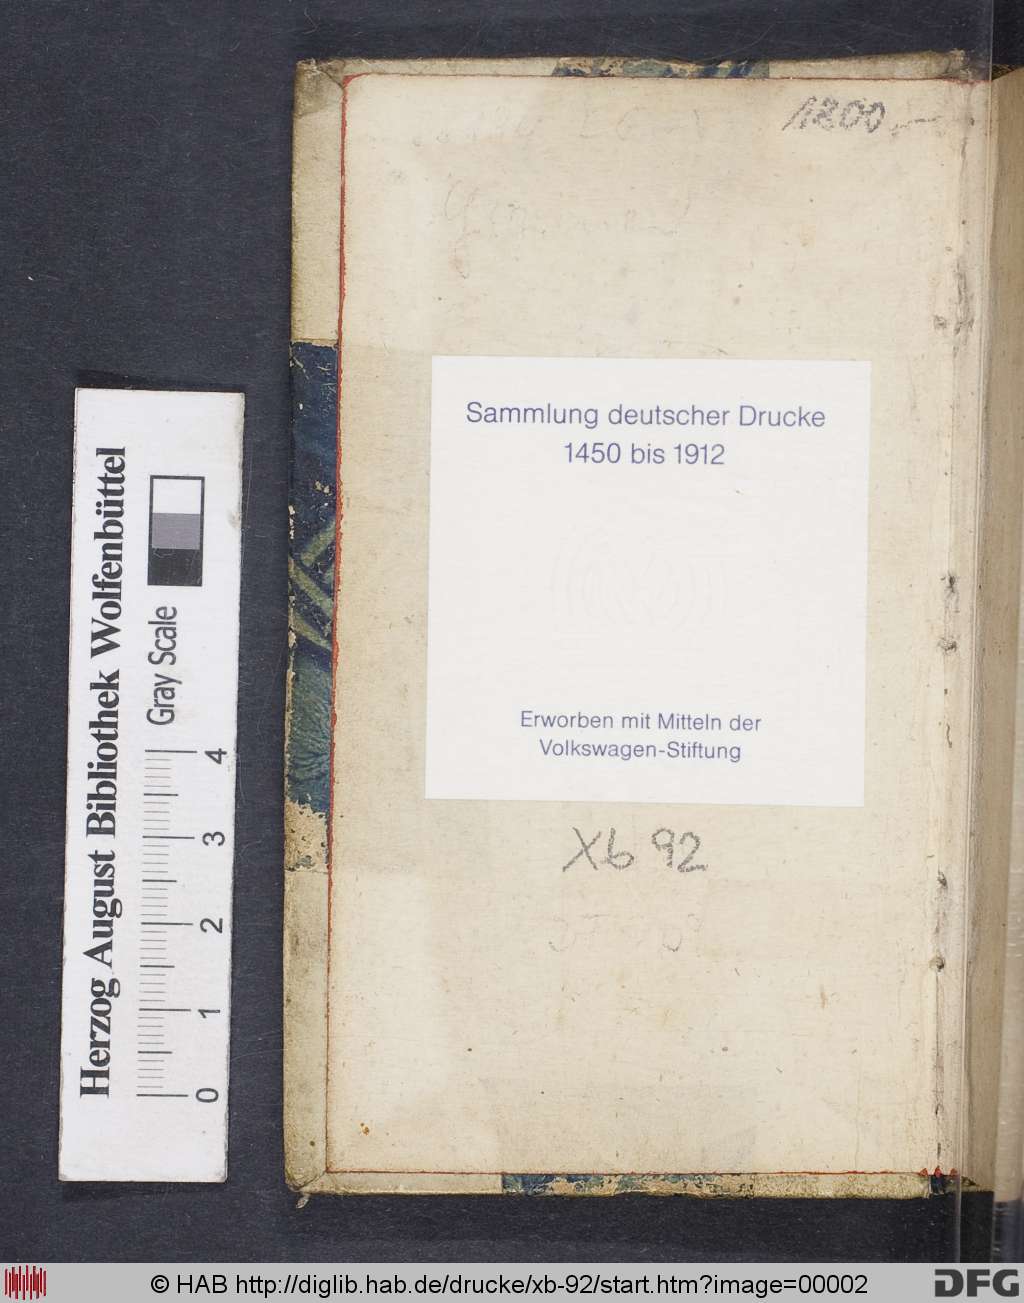 1200,-
Sammlung deutscher Drucke
1450 bis 1912
Erworben mit Mitteln der
Volkswagen-Stiftung
Xb 92
Herzog August Bibliothek Wolfenbüttel
Gray Scale
0 1 2 3 4
© HAB http://diglib.hab.de/drucke/xb-92/start.htm?image=00002
DFG